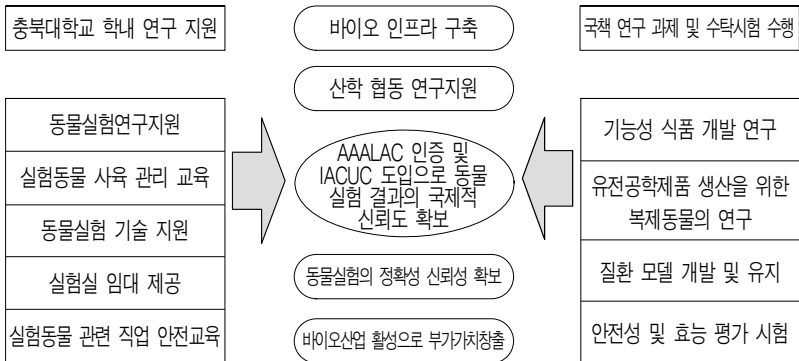 충북대학교 학내 연구 지원
동물실험연구지원
실험동물 사육 관리 교육
동물실험 기술 지원
실험실 임대 제공
실험동물 관련 직업 안전교육
바이오 인프라 구축
산학 협동 연구지원
AAALAC 인증 및
IACUC 도입으로 동물
실험 결과의 국제적
신뢰도 확보
동물실험의 정확성 신뢰성 확보
바이오산업 활성으로 부가가치창출
국책 연구 과제 및 수탁시험 수행
기능성 식품 개발 연구
유전공학제품 생산을 위한
복제동물의 연구
질환 모델 개발 및 유지
안전성 및 효능 평가 시험